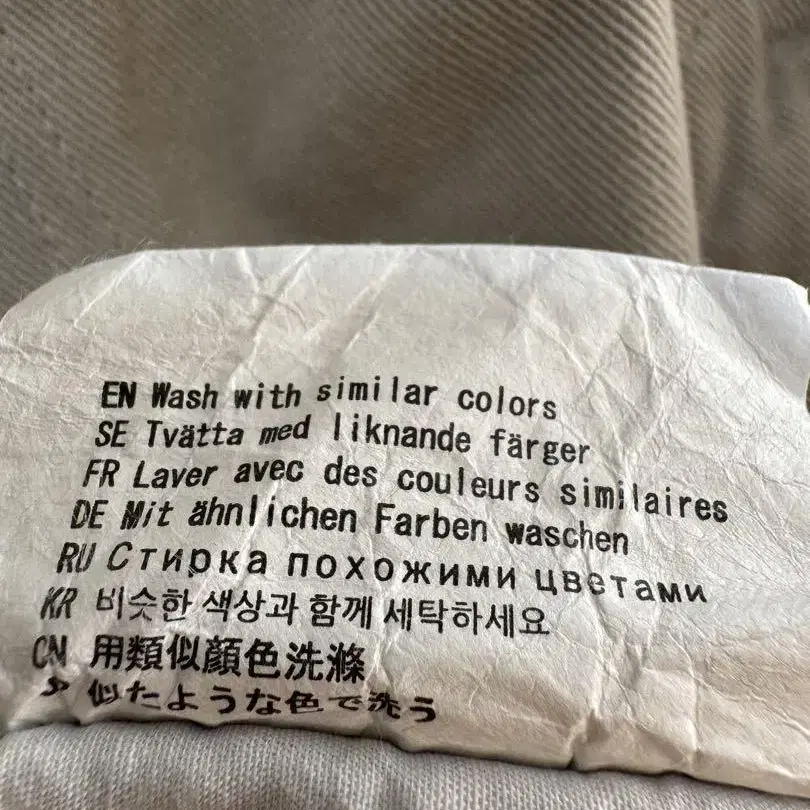 EN Wash with similar colors
SE Tvätta med liknande färger
FR Laver avec des couleurs similaires
DE Mit ähnlichen Farben waschen
RU Стирка похожими цветами
KR 비슷한 색상과 함께 세탁하세요
CN 用類似顏色洗滌
似たような色で洗う